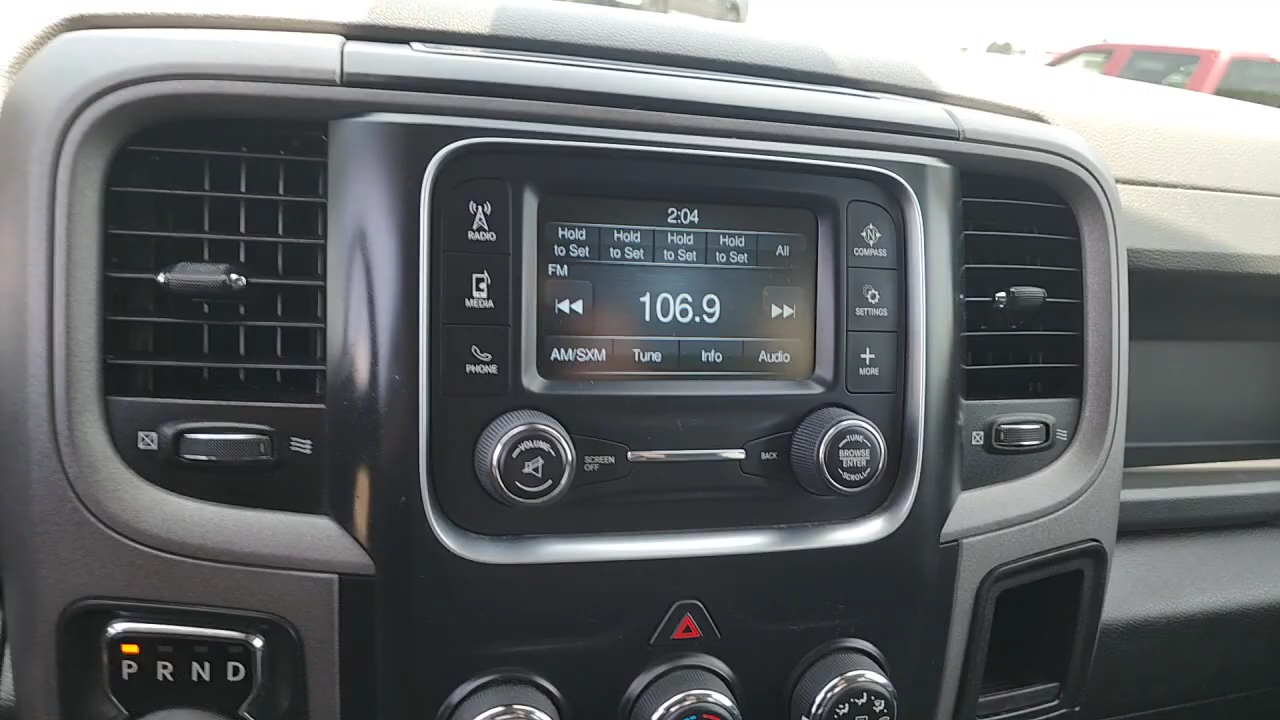 2:04
Hold to Set
Hold to Set
Hold to Set
Hold to Set
All
FM
106.9
AM/SXM Tune Info Audio
RADIO
MEDIA
PHONE
N
COMPASS
SETTINGS
MORE
VOLUME
SCREEN OFF
BACK
TUNE
BROWSE
ENTER
SCROLL
P R N D